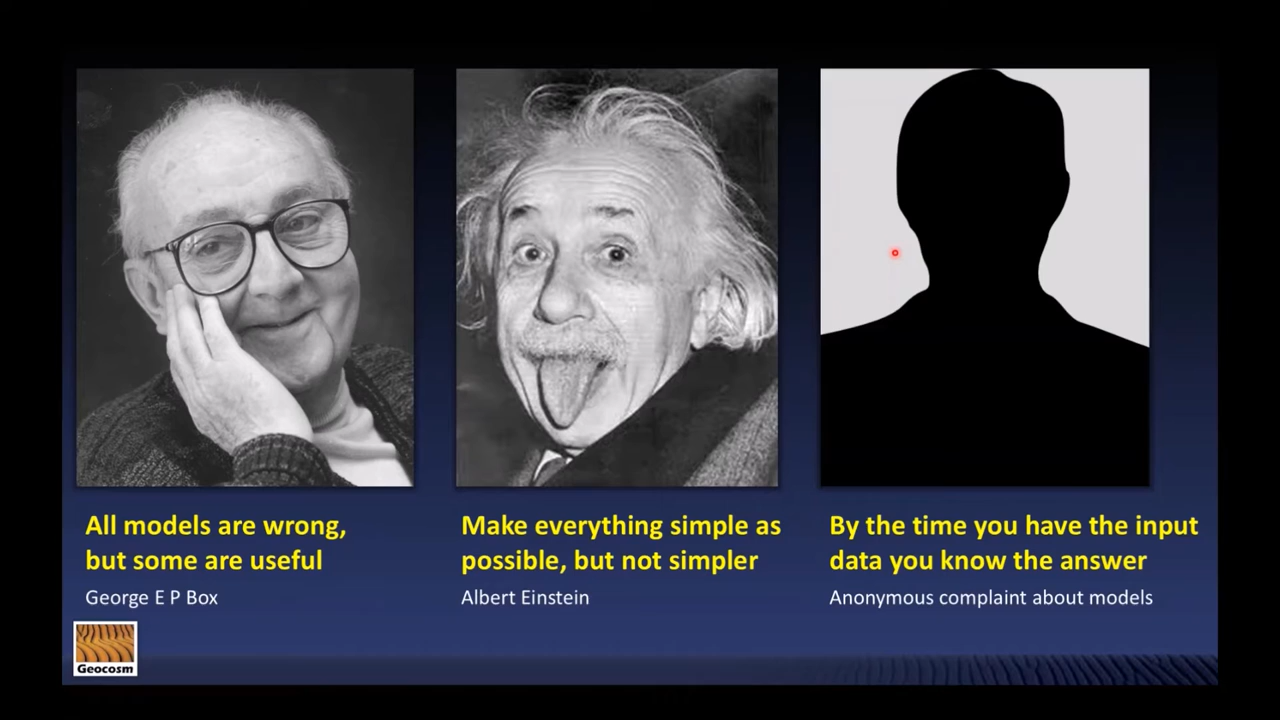 All models are wrong,
but some are useful
George E P Box
Make everything simple as
possible, but not simpler
Albert Einstein
By the time you have the input
data you know the answer
Anonymous complaint about models
Geocosm